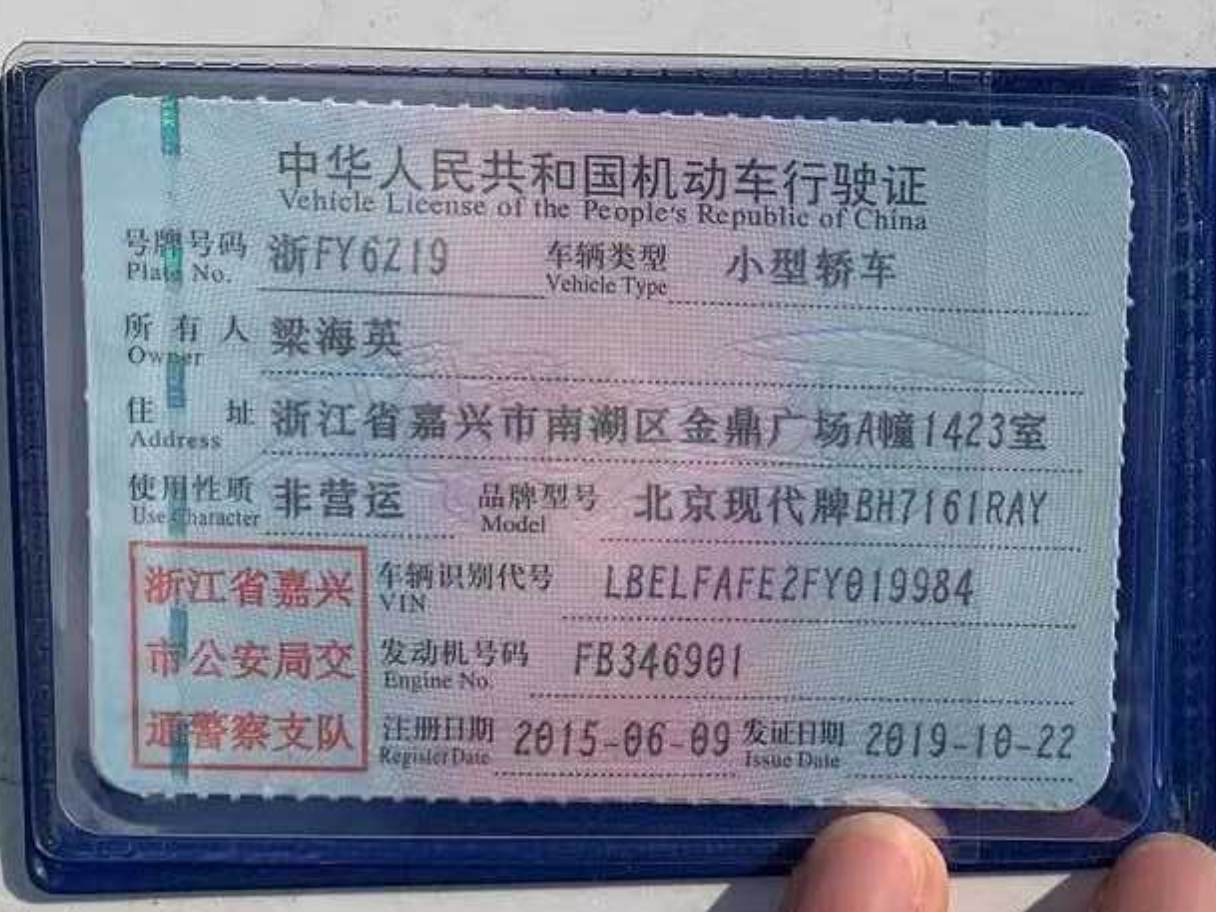 中华人民共和国机动车行驶证
Vehicle License of the People's Republic of China
号牌号码 浙FY6Z19 车辆类型 小型轿车
Plate No. Vehicle Type
所有人 梁海英
Owner
住址 浙江省嘉兴市南湖区金鼎广场A幢1423室
Address
使用性质 非营运 品牌型号 北京现代牌BH7161RAY
Use Character Model
浙江省嘉兴
市公安局交
通警察支队
车辆识别代号 LBELFAFE2FY019984
VIN
发动机号码 FB346901
Engine No.
注册日期 2015-06-09 发证日期 2019-10-22
Register Date Issue Date